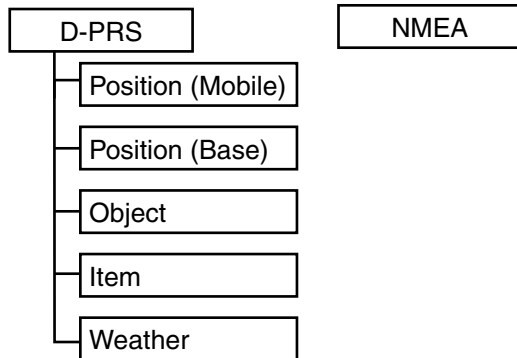 D-PRS
NMEA
Position (Mobile)
Position (Base)
Object
Item
Weather